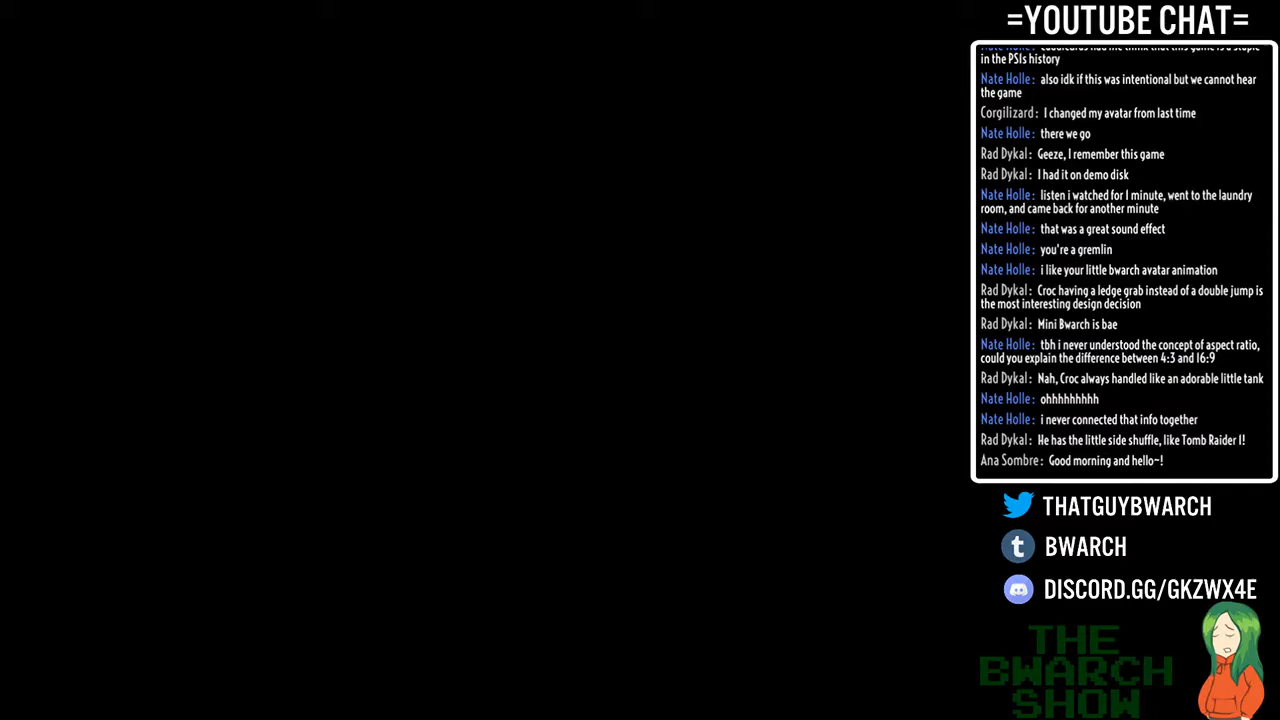 =YOUTUBE CHAT=
in the PS1s history
Nate Holle: also idk if this was intentional but we cannot hear
the game
Corgilizard: I changed my avatar from last time
Nate Holle: there we go
Rad Dykal: Geeze, I remember this game
Rad Dykal: I had it on demo disk
Nate Holle: listen i watched for 1 minute, went to the laundry
room, and came back for another minute
Nate Holle: that was a great sound effect
Nate Holle: you're a gremlin
Nate Holle: i like your little bwarch avatar animation
Rad Dykal: Croc having a ledge grab instead of a double jump is
the most interesting design decision
Rad Dykal: Mini Bwarch is bae
Nate Holle: tbh i never understood the concept of aspect ratio,
could you explain the difference between 4:3 and 16:9
Rad Dykal: Nah, Croc always handled like an adorable little tank
Nate Holle: ohhhhhhhhh
Nate Holle: i never connected that info together
Rad Dykal: He has the little side shuffle, like Tomb Raider 1!
Ana Sombre: Good morning and hello~!
THATGUYBWARCH
t BWARCH
DISCORD.GG/GKZWX4E
THE
BWARCH
SHOW